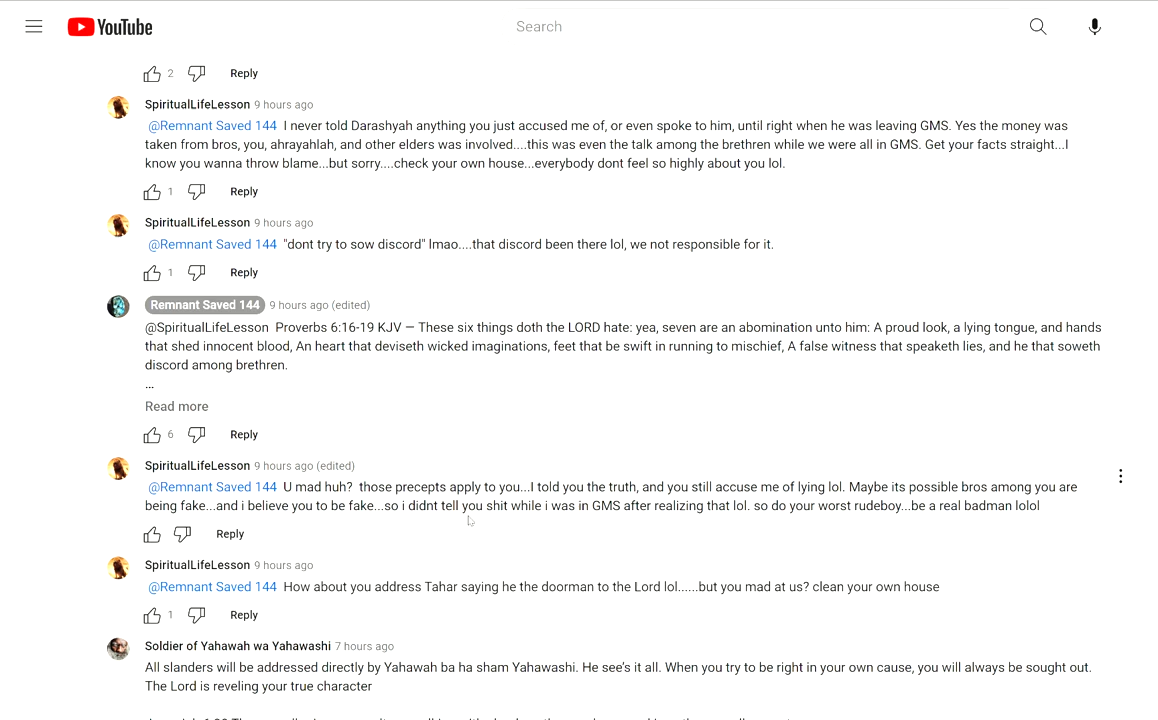 YouTube
Search
2 Reply
SpiritualLifeLesson 9 hours ago
@Remnant Saved 144 I never told Darashyah anything you just accused me of, or even spoke to him, until right when he was leaving GMS. Yes the money was
taken from bros, you, ahrayahlah, and other elders was involved....this was even the talk among the brethren while we were all in GMS. Get your facts straight...I
know you wanna throw blame...but sorry....check your own house...everybody dont feel so highly about you lol.
1 Reply
SpiritualLifeLesson 9 hours ago
@Remnant Saved 144 "dont try to sow discord" lmao....that discord been there lol, we not responsible for it.
1 Reply
Remnant Saved 144 9 hours ago (edited)
@SpiritualLifeLesson Proverbs 6:16-19 KJV — These six things doth the LORD hate: yea, seven are an abomination unto him: A proud look, a lying tongue, and hands
that shed innocent blood, An heart that deviseth wicked imaginations, feet that be swift in running to mischief, A false witness that speaketh lies, and he that soweth
discord among brethren.
...
Read more
6 Reply
SpiritualLifeLesson 9 hours ago (edited)
@Remnant Saved 144 U mad huh? those precepts apply to you...I told you the truth, and you still accuse me of lying lol. Maybe its possible bros among you are
being fake...and i believe you to be fake...so i didnt tell you shit while i was in GMS after realizing that lol. so do your worst rudeboy...be a real badman lolol
Reply
SpiritualLifeLesson 9 hours ago
@Remnant Saved 144 How about you address Tahar saying he the doorman to the Lord lol......but you mad at us? clean your own house
1 Reply
Soldier of Yahawah wa Yahawashi 7 hours ago
All slanders will be addressed directly by Yahawah ba ha sham Yahawashi. He see's it all. When you try to be right in your own cause, you will always be sought out.
The Lord is reveling your true character